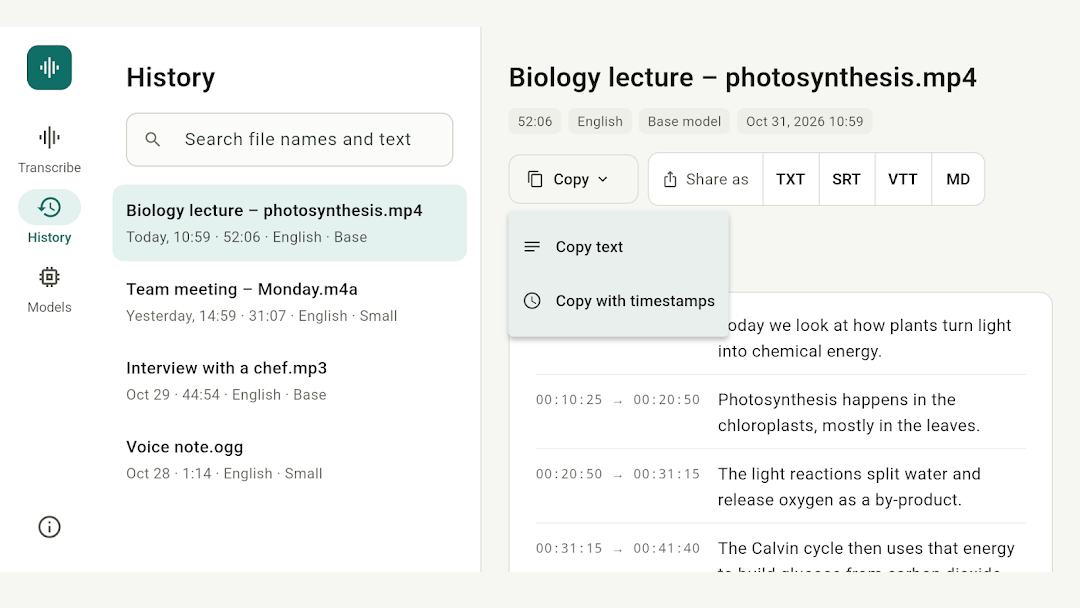 Transcribe
History
Models
History
Search file names and text
Biology lecture – photosynthesis.mp4
Today, 10:59 · 52:06 · English · Base
Team meeting – Monday.m4a
Yesterday, 14:59 · 31:07 · English · Small
Interview with a chef.mp3
Oct 29 · 44:54 · English · Base
Voice note.ogg
Oct 28 · 1:14 · English · Small
Biology lecture – photosynthesis.mp4
52:06 English Base model Oct 31, 2026 10:59
Copy Share as TXT SRT VTT MD
Copy text
Copy with timestamps
we look at how plants turn light
into chemical energy.
00:10:25 → 00:20:50 Photosynthesis happens in the
chloroplasts, mostly in the leaves.
00:20:50 → 00:31:15 The light reactions split water and
release oxygen as a by-product.
00:31:15 → 00:41:40 The Calvin cycle then uses that energy